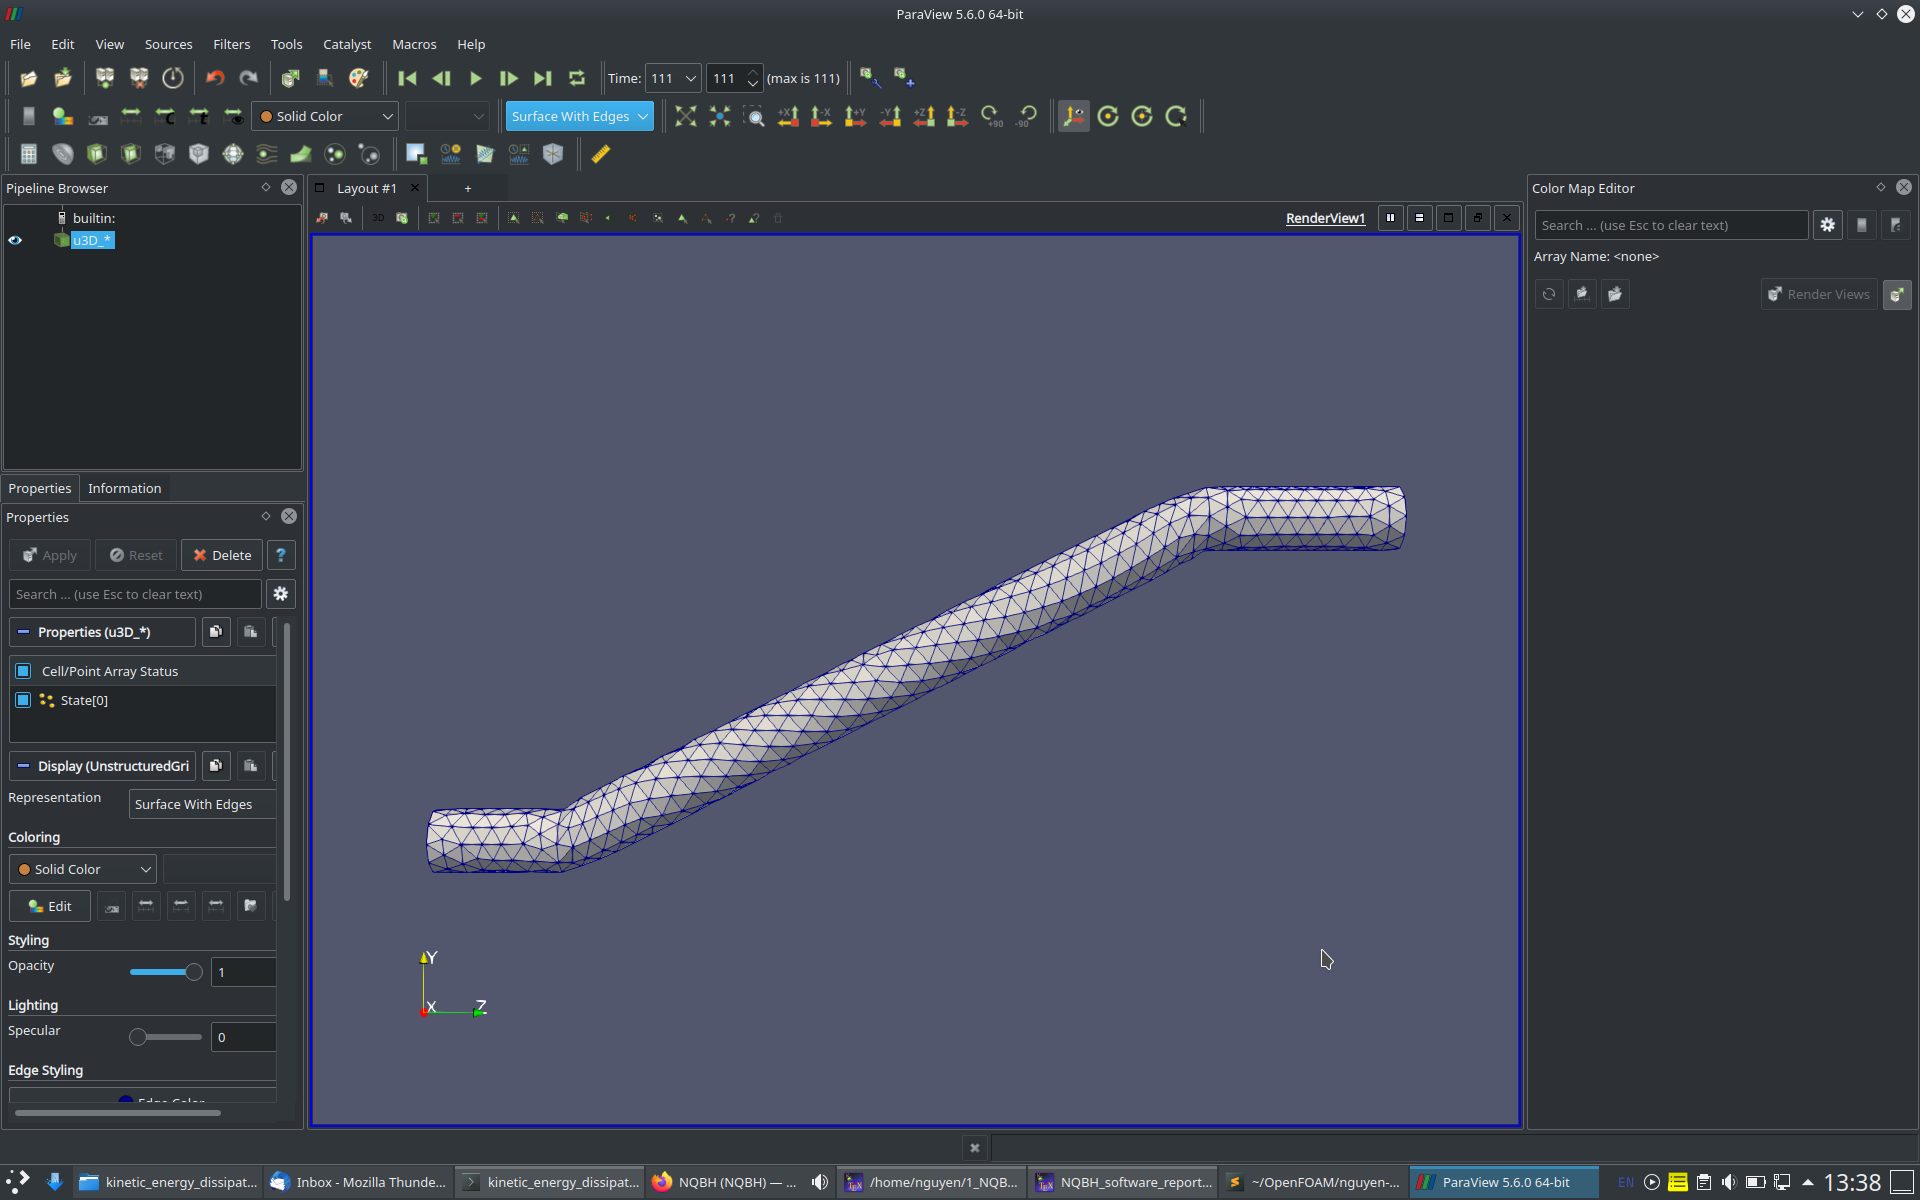 ParaView 5.6.0 64-bit
File Edit View Sources Filters Tools Catalyst Macros Help
Time: 111 111 (max is 111)
Solid Color Surface With Edges +X -X +Y -Y +Z -Z +90 -90
Pipeline Browser
builtin:
u3D_*
Properties Information
Properties
Apply Reset Delete ?
Search ... (use Esc to clear text)
Properties (u3D_*)
Cell/Point Array Status
State[0]
Display (UnstructuredGri
Representation Surface With Edges
Coloring
Solid Color
Edit
Styling
Opacity 1
Lighting
Specular 0
Edge Styling
Edge Color
Layout #1 +
3D RenderView1
Y
X Z
Color Map Editor
Search ... (use Esc to clear text)
Array Name: <none>
Render Views
kinetic_energy_dissipat... Inbox - Mozilla Thunde... kinetic_energy_dissipat... NQBH (NQBH) — ... /home/nguyen/1_NQB... NQBH_software_report... ~/OpenFOAM/nguyen-... ParaView 5.6.0 64-bit EN 13:38